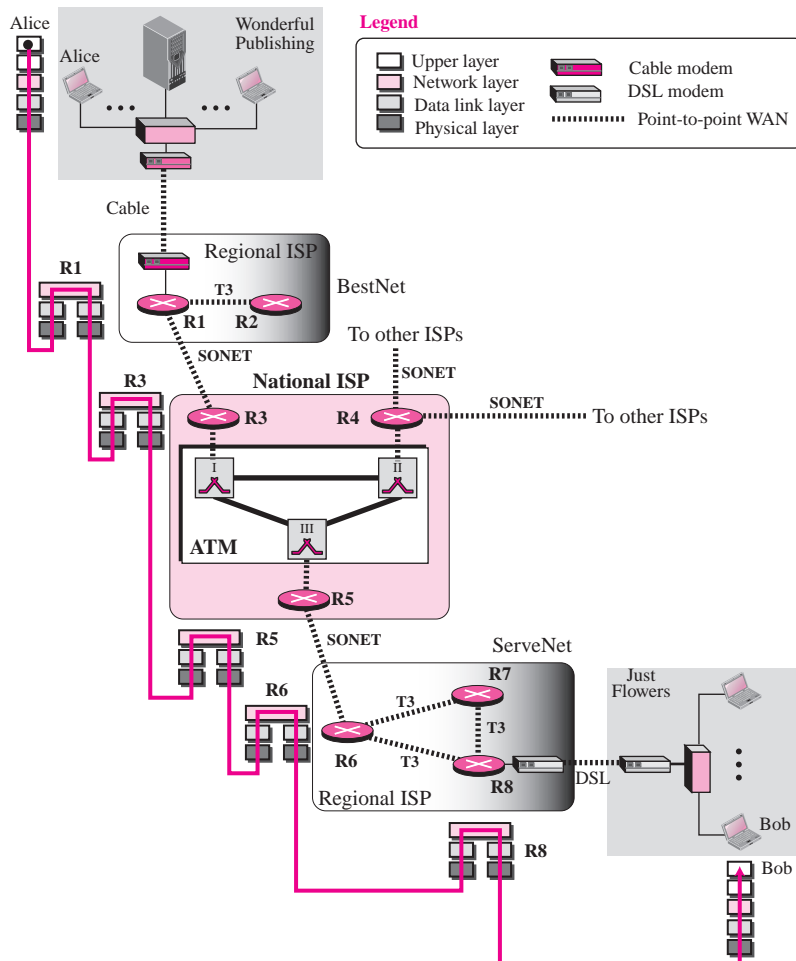 Alice
Wonderful
Publishing
Alice
Legend
Upper layer
Network layer
Data link layer
Physical layer
Cable modem
DSL modem
Point-to-point WAN
Cable
Regional ISP
R1
T3
BestNet
R1
R2
To other ISPs
SONET
SONET
R3
National ISP
SONET
To other ISPs
R3
R4
I
II
III
ATM
R5
SONET
R5
ServeNet
R7
Just
Flowers
R6
T3
T3
R6
T3
R8
DSL
Regional ISP
Bob
R8
Bob